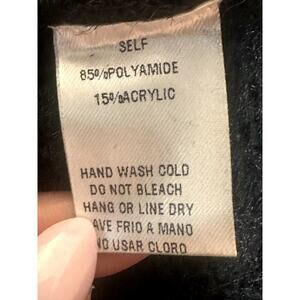 SELF
85%POLYAMIDE
15%ACRYLIC
HAND WASH COLD
DO NOT BLEACH
HANG OR LINE DRY
AVE FRIO A MANO
NO USAR CLORO